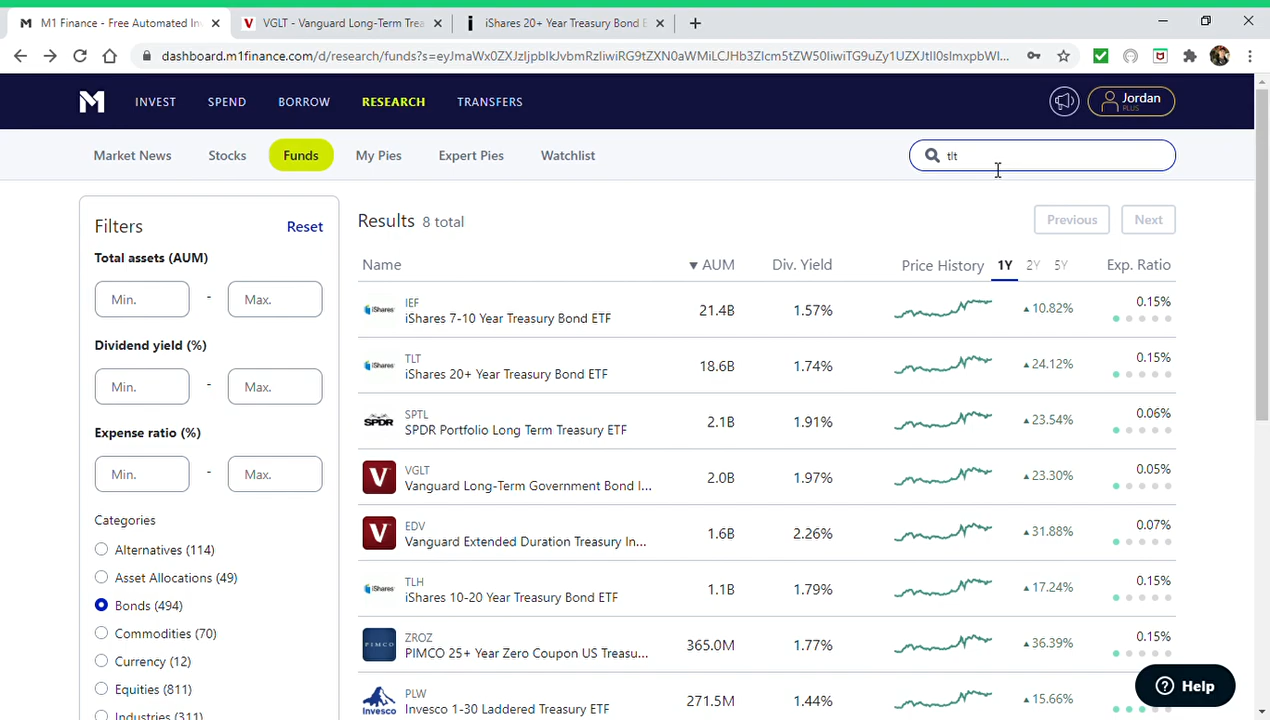 M1 Finance - Free Automated In
VGLT - Vanguard Long-Term Trea
iShares 20+ Year Treasury Bond E
dashboard.m1finance.com/d/research/funds?s=
INVEST SPEND BORROW RESEARCH TRANSFERS
Jordan
PLUS
Market News Stocks Funds My Pies Expert Pies Watchlist
tlt
Filters Reset
Total assets (AUM)
Min. - Max.
Dividend yield (%)
Min. - Max.
Expense ratio (%)
Min. - Max.
Categories
Alternatives (114)
Asset Allocations (49)
Bonds (494)
Commodities (70)
Currency (12)
Equities (811)
Industries (311)
Results 8 total
Previous Next
Name ▼ AUM Div. Yield Price History 1Y 2Y 5Y Exp. Ratio
iShares IEF
iShares 7-10 Year Treasury Bond ETF 21.4B 1.57% ▲10.82% 0.15%
iShares TLT
iShares 20+ Year Treasury Bond ETF 18.6B 1.74% ▲24.12% 0.15%
SPDR SPTL
SPDR Portfolio Long Term Treasury ETF 2.1B 1.91% ▲23.54% 0.06%
V VGLT
Vanguard Long-Term Government Bond I... 2.0B 1.97% ▲23.30% 0.05%
V EDV
Vanguard Extended Duration Treasury In... 1.6B 2.26% ▲31.88% 0.07%
iShares TLH
iShares 10-20 Year Treasury Bond ETF 1.1B 1.79% ▲17.24% 0.15%
PIMCO ZROZ
PIMCO 25+ Year Zero Coupon US Treasu... 365.0M 1.77% ▲36.39% 0.15%
Invesco PLW
Invesco 1-30 Laddered Treasury ETF 271.5M 1.44% ▲15.66%
Help